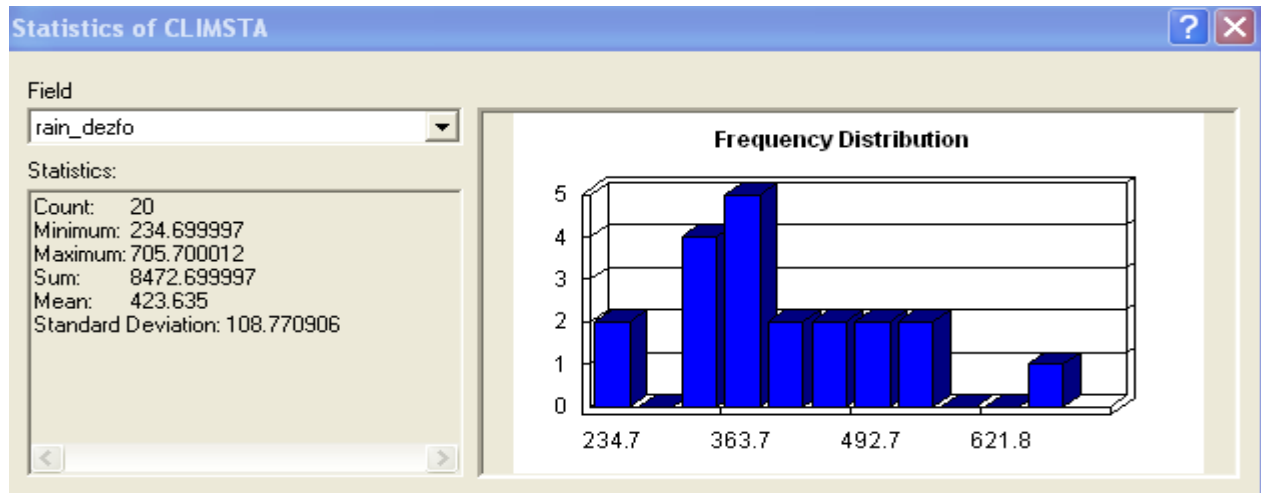 Statistics of CLIMSTA
Field
rain_dezfo
Statistics:
Count: 20
Minimum: 234.699997
Maximum: 705.700012
Sum: 8472.699997
Mean: 423.635
Standard Deviation: 108.770906
Frequency Distribution
5
4
3
2
1
0
234.7 363.7 492.7 621.8